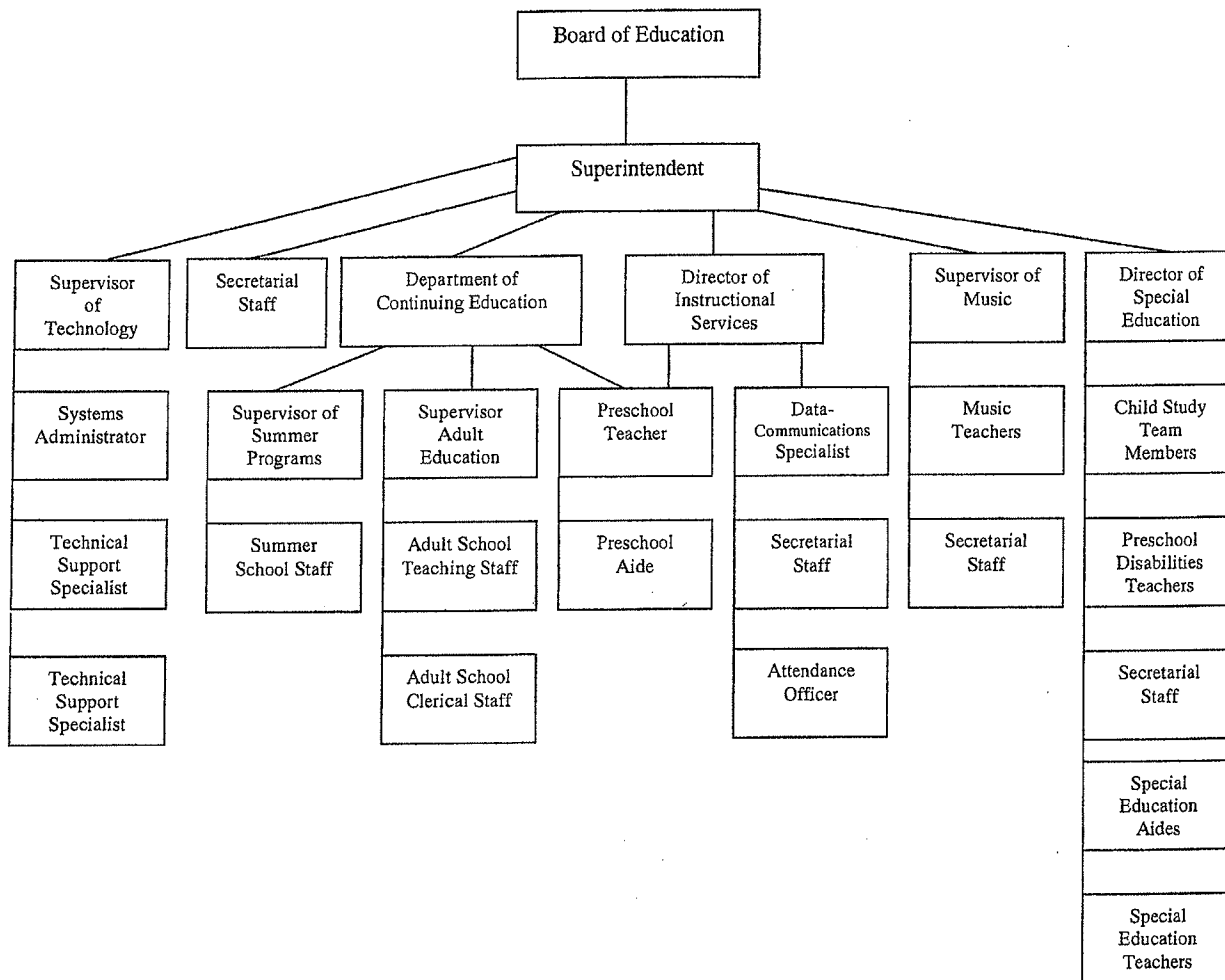 Board of Education
Superintendent
Supervisor
of
Technology
Secretarial
Staff
Department of
Continuing Education
Director of
Instructional
Services
Supervisor
of Music
Director of
Special
Education
Systems
Administrator
Supervisor of
Summer
Programs
Supervisor
Adult
Education
Preschool
Teacher
Data-
Communications
Specialist
Music
Teachers
Child Study
Team
Members
Technical
Support
Specialist
Summer
School Staff
Adult School
Teaching Staff
Preschool
Aide
Secretarial
Staff
Secretarial
Staff
Preschool
Disabilities
Teachers
Technical
Support
Specialist
Adult School
Clerical Staff
Attendance
Officer
Secretarial
Staff
Special
Education
Aides
Special
Education
Teachers